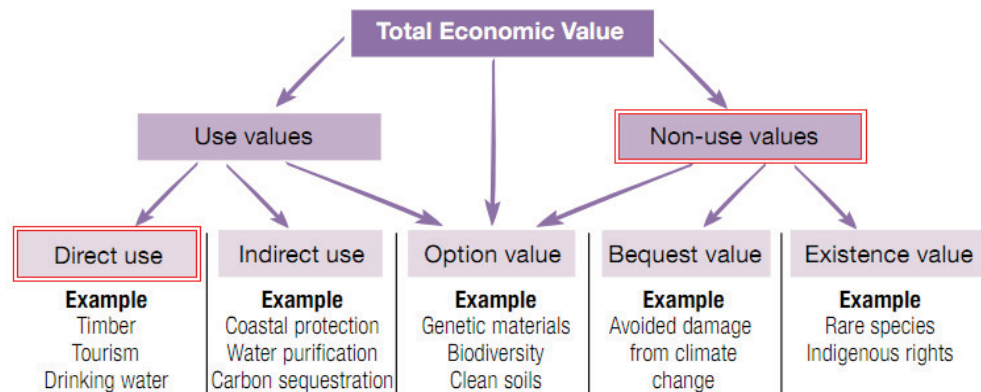 Total Economic Value
Use values
Non-use values
Direct use
Indirect use
Option value
Bequest value
Existence value
Example
Timber
Tourism
Drinking water
Example
Coastal protection
Water purification
Carbon sequestration
Example
Genetic materials
Biodiversity
Clean soils
Example
Avoided damage
from climate
change
Example
Rare species
Indigenous rights